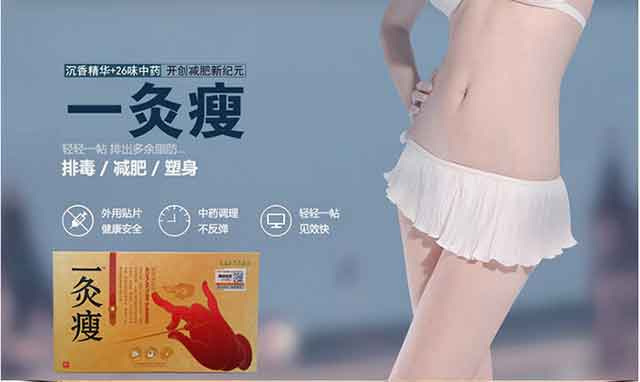 沉香精华+26味中药 开创减肥新纪元
一灸瘦
轻轻一帖 排出多余脂肪...
排毒 / 减肥 / 塑身
外用贴片
健康安全
中药调理
不反弹
轻轻一帖
见效快
一灸瘦